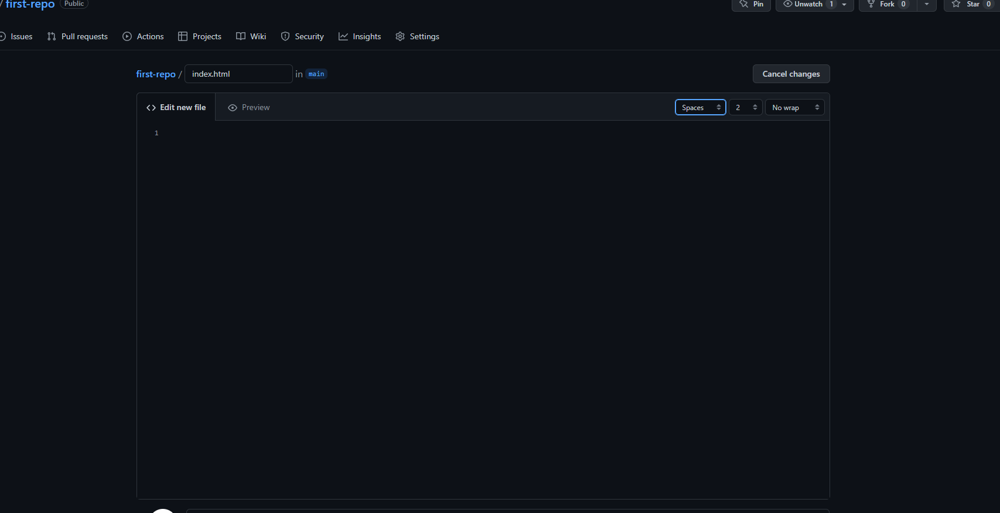 / first-repo Public Pin Unwatch 1 Fork 0 Star 0
Issues Pull requests Actions Projects Wiki Security Insights Settings
first-repo / index.html in main Cancel changes
Edit new file Preview Spaces 2 No wrap
1